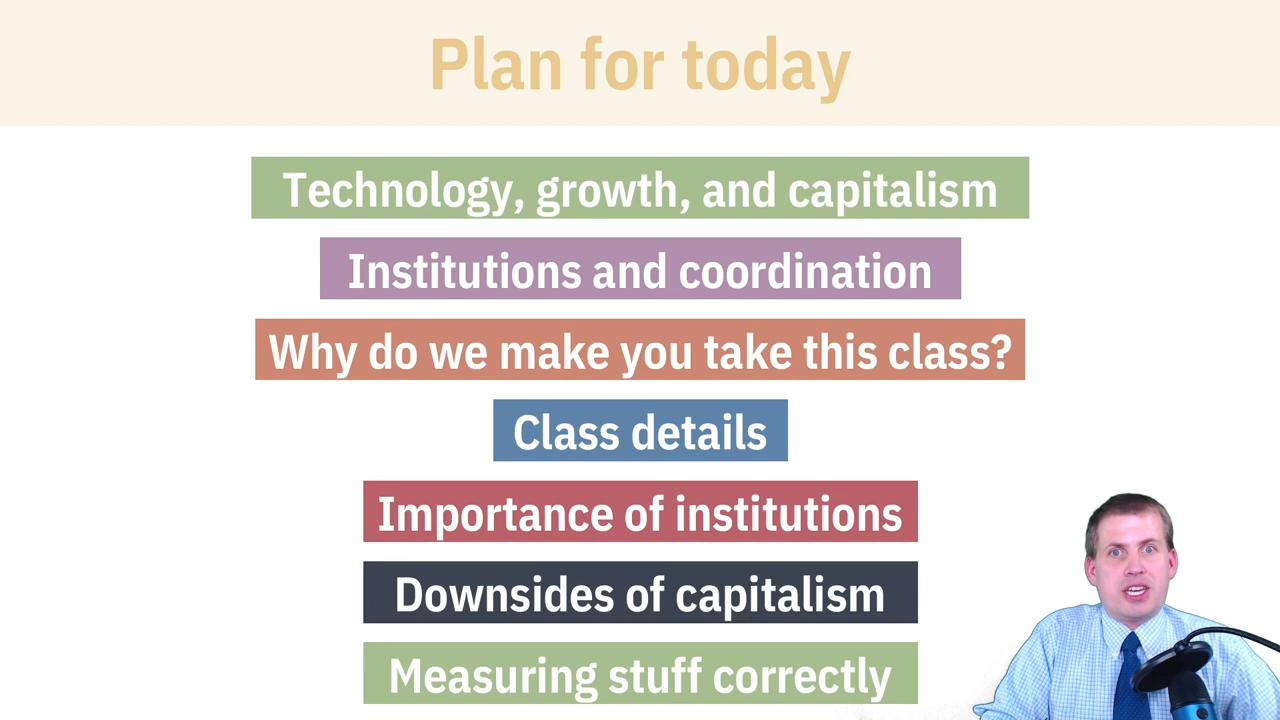 Plan for today
Technology, growth, and capitalism
Institutions and coordination
Why do we make you take this class?
Class details
Importance of institutions
Downsides of capitalism
Measuring stuff correctly